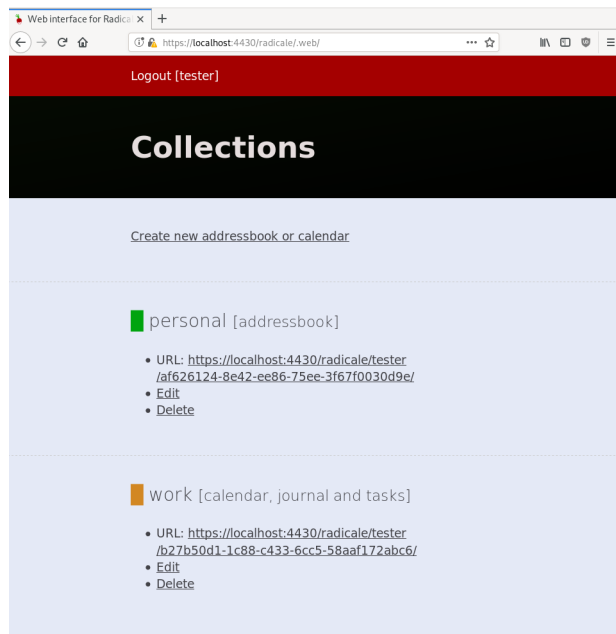 Web interface for Radica
https://localhost:4430/radicale/.web/
Logout [tester]
Collections
Create new addressbook or calendar
personal [addressbook]
URL: https://localhost:4430/radicale/tester
/af626124-8e42-ee86-75ee-3f67f0030d9e/
Edit
Delete
work [calendar, journal and tasks]
URL: https://localhost:4430/radicale/tester
/b27b50d1-1c88-c433-6cc5-58aaf172abc6/
Edit
Delete